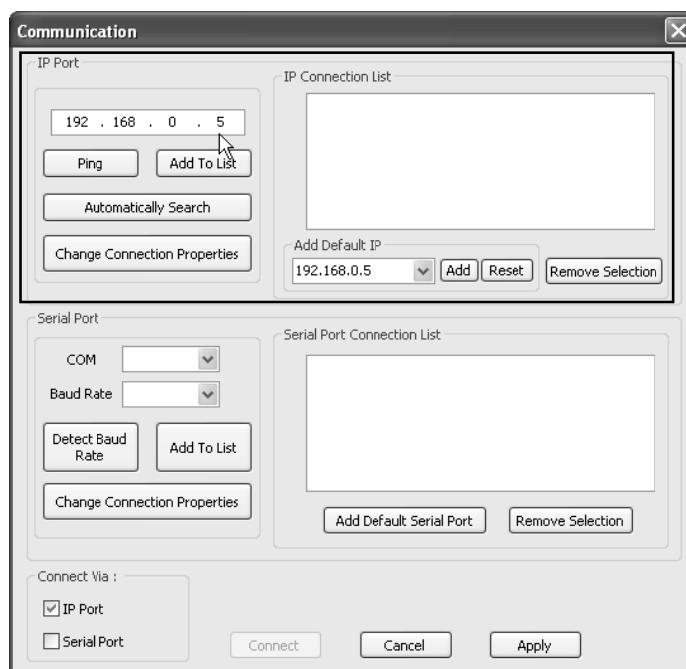 Communication
IP Port
192 . 168 . 0 . 5
Ping
Add To List
Automatically Search
Change Connection Properties
IP Connection List
Add Default IP
192.168.0.5
Add
Reset
Remove Selection
Serial Port
COM
Baud Rate
Detect Baud
Rate
Add To List
Change Connection Properties
Serial Port Connection List
Add Default Serial Port
Remove Selection
Connect Via :
IP Port
Serial Port
Connect
Cancel
Apply